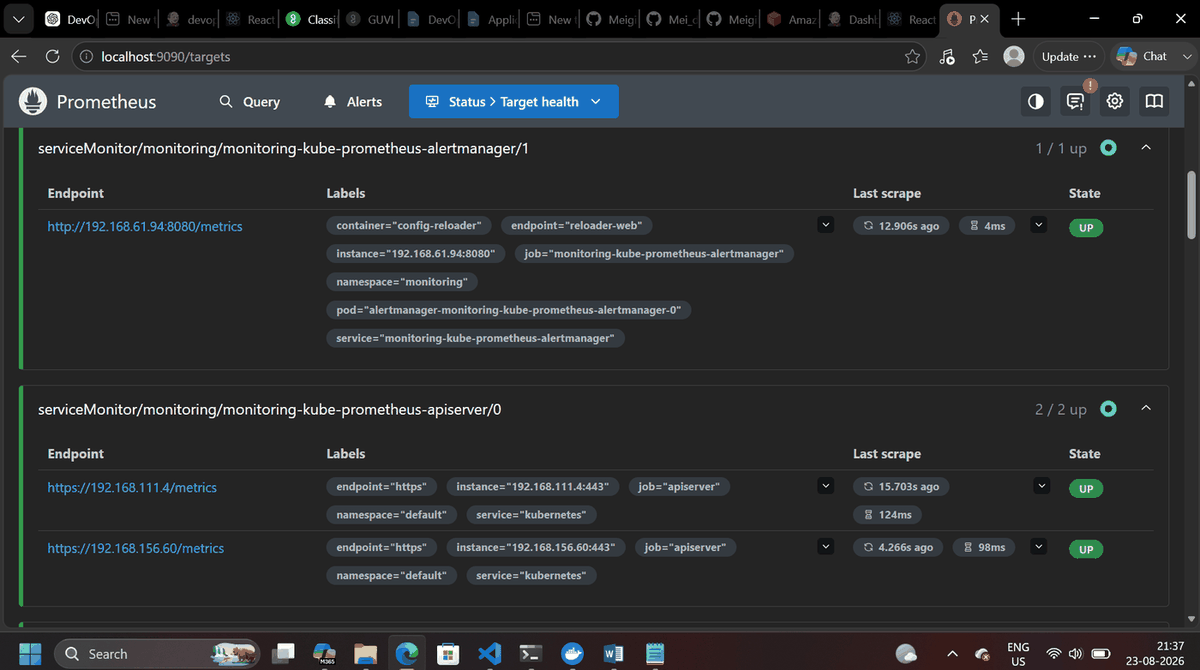 DevO
New t
devop
React
Classi
GUVI
DevO
Applic
New t
Meigi
Mei_c
Meigi
Amaz
Dashb
React
P
localhost:9090/targets
Update
Chat
Prometheus
Query
Alerts
Status > Target health
serviceMonitor/monitoring/monitoring-kube-prometheus-alertmanager/1
1 / 1 up
Endpoint Labels Last scrape State
http://192.168.61.94:8080/metrics
container="config-reloader" endpoint="reloader-web"
12.906s ago 4ms
UP
instance="192.168.61.94:8080" job="monitoring-kube-prometheus-alertmanager"
namespace="monitoring"
pod="alertmanager-monitoring-kube-prometheus-alertmanager-0"
service="monitoring-kube-prometheus-alertmanager"
serviceMonitor/monitoring/monitoring-kube-prometheus-apiserver/0
2 / 2 up
Endpoint Labels Last scrape State
https://192.168.111.4/metrics
endpoint="https" instance="192.168.111.4:443" job="apiserver"
15.703s ago
UP
namespace="default" service="kubernetes"
124ms
https://192.168.156.60/metrics
endpoint="https" instance="192.168.156.60:443" job="apiserver"
4.266s ago 98ms
UP
namespace="default" service="kubernetes"
Search
M365
ENG
US
21:37
23-08-2026